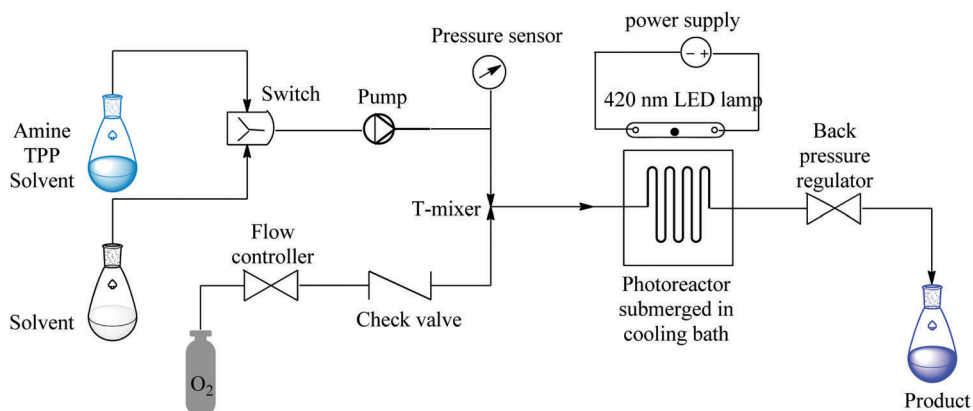 power supply
- +
Pressure sensor
420 nm LED lamp
Switch
Pump
Amine
TPP
Solvent
Back
pressure
regulator
T-mixer
Flow
controller
Solvent
Check valve
Photoreactor
submerged in
cooling bath
O₂
Product